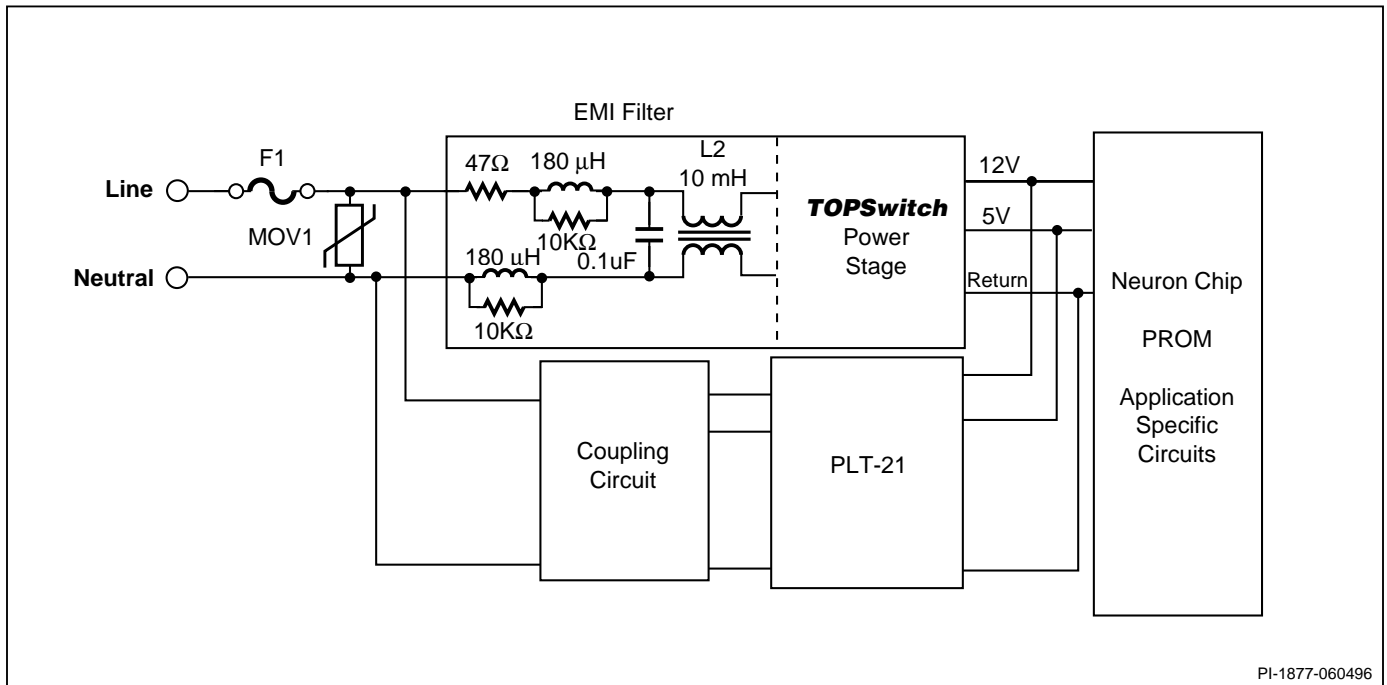 EMI Filter
F1
Line
MOV1
Neutral
47Ω
180 μH
10KΩ
180 μH
10KΩ
0.1uF
L2
10 mH
TOPSwitch
Power
Stage
12V
5V
Return
Neuron Chip
PROM
Application
Specific
Circuits
Coupling
Circuit
PLT-21
PI-1877-060496